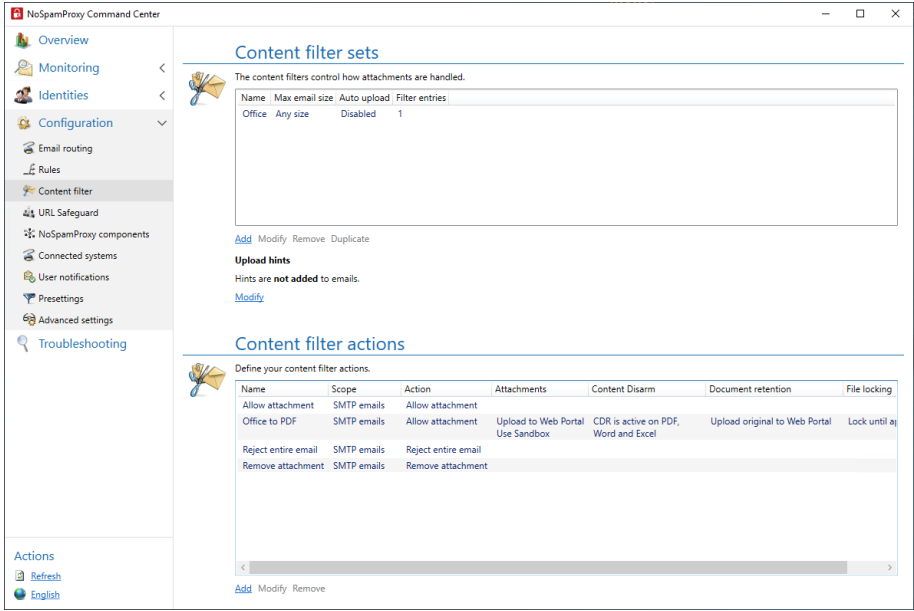 NoSpamProxy Command Center
Overview
Monitoring
Identities
Configuration
Email routing
Rules
Content filter
URL Safeguard
NoSpamProxy components
Connected systems
User notifications
Presettings
Advanced settings
Troubleshooting
Actions
Refresh
English
Content filter sets
The content filters control how attachments are handled.
Name Max email size Auto upload Filter entries
Office Any size Disabled 1
Add Modify Remove Duplicate
Upload hints
Hints are not added to emails.
Modify
Content filter actions
Define your content filter actions.
Name Scope Action Attachments Content Disarm Document retention File locking
Allow attachment SMTP emails Allow attachment
Office to PDF SMTP emails Allow attachment Upload to Web Portal CDR is active on PDF, Upload original to Web Portal Lock until
Use Sandbox Word and Excel
Reject entire email SMTP emails Reject entire email
Remove attachment SMTP emails Remove attachment
Add Modify Remove